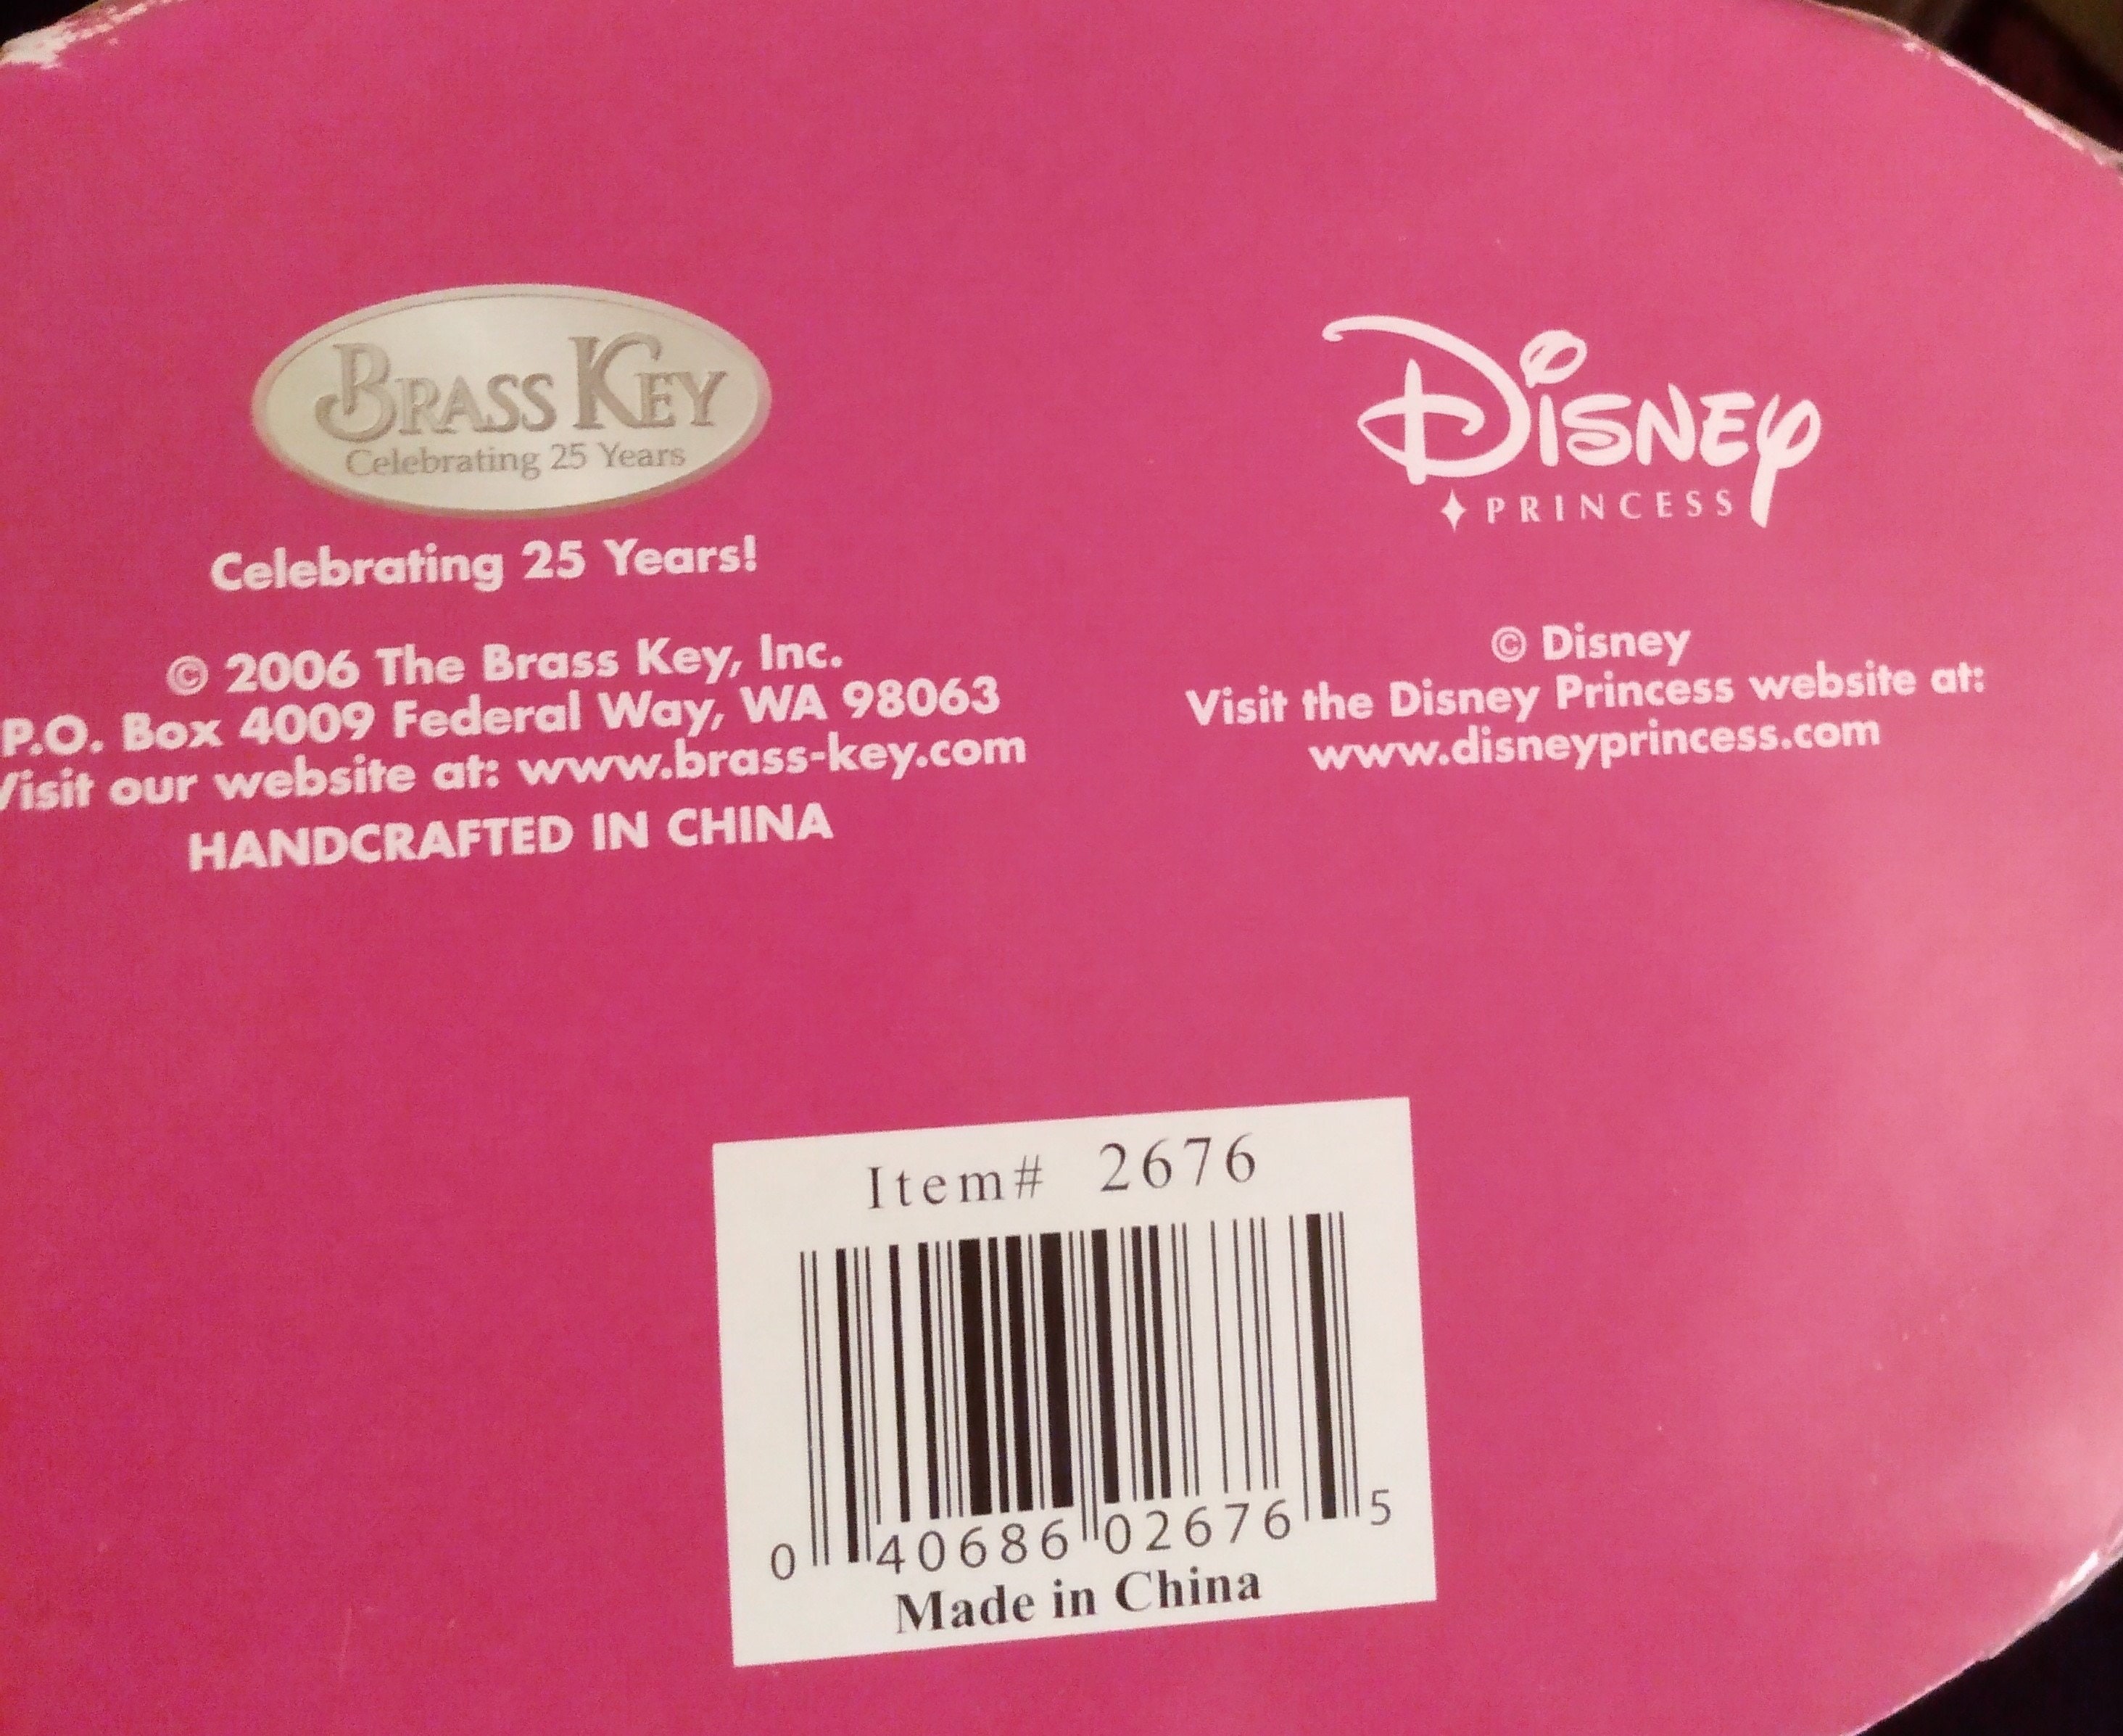 BRASS KEY
Celebrating 25 Years
Celebrating 25 Years!
© 2006 The Brass Key, Inc.
P.O. Box 4009 Federal Way, WA 98063
Visit our website at: www.brass-key.com
HANDCRAFTED IN CHINA
DISNEY
PRINCESS
© Disney
Visit the Disney Princess website at:
www.disneyprincess.com
Item# 2676
0 40686 02676 5
Made in China